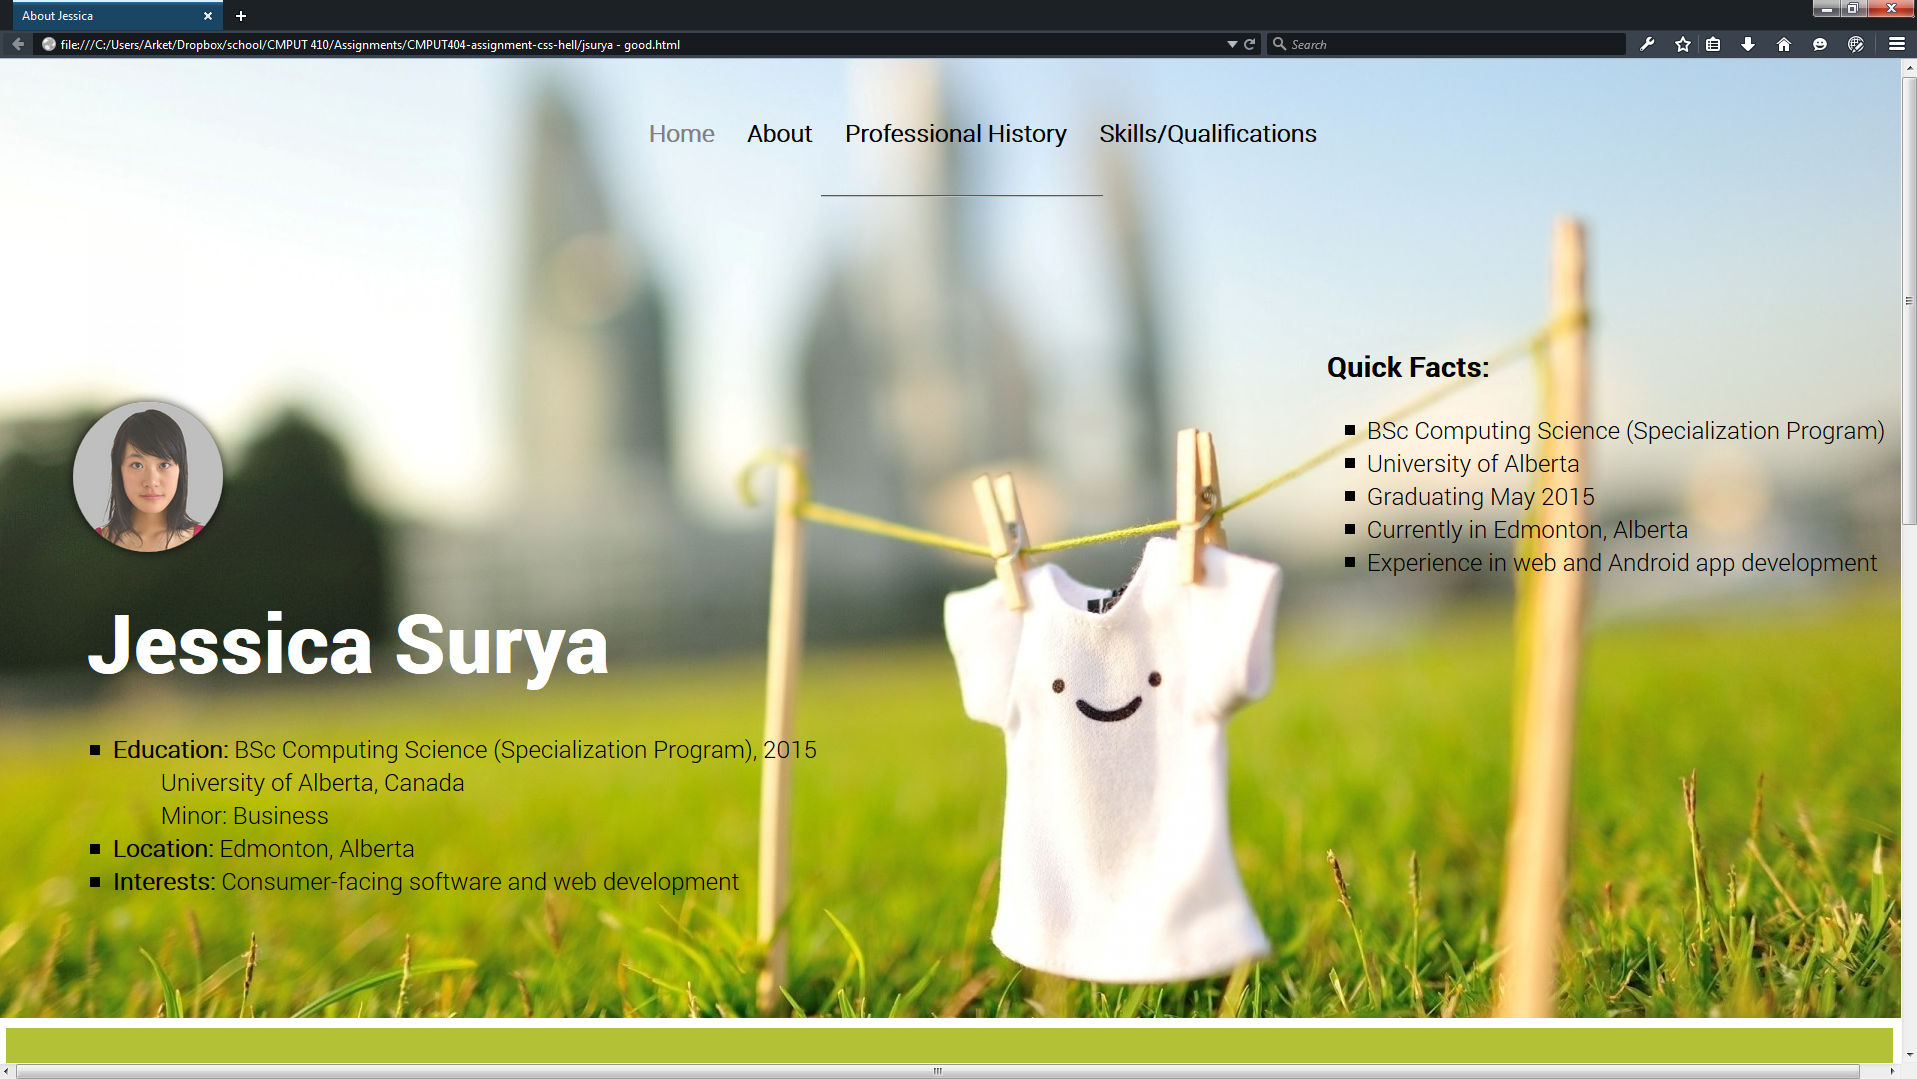 About Jessica
file:///C:/Users/Arket/Dropbox/school/CMPUT 410/Assignments/CMPUT404-assignment-css-hell/jsurya - good.html
Search
Home About Professional History Skills/Qualifications
Quick Facts:
BSc Computing Science (Specialization Program)
University of Alberta
Graduating May 2015
Currently in Edmonton, Alberta
Experience in web and Android app development
Jessica Surya
Education: BSc Computing Science (Specialization Program), 2015
University of Alberta, Canada
Minor: Business
Location: Edmonton, Alberta
Interests: Consumer-facing software and web development